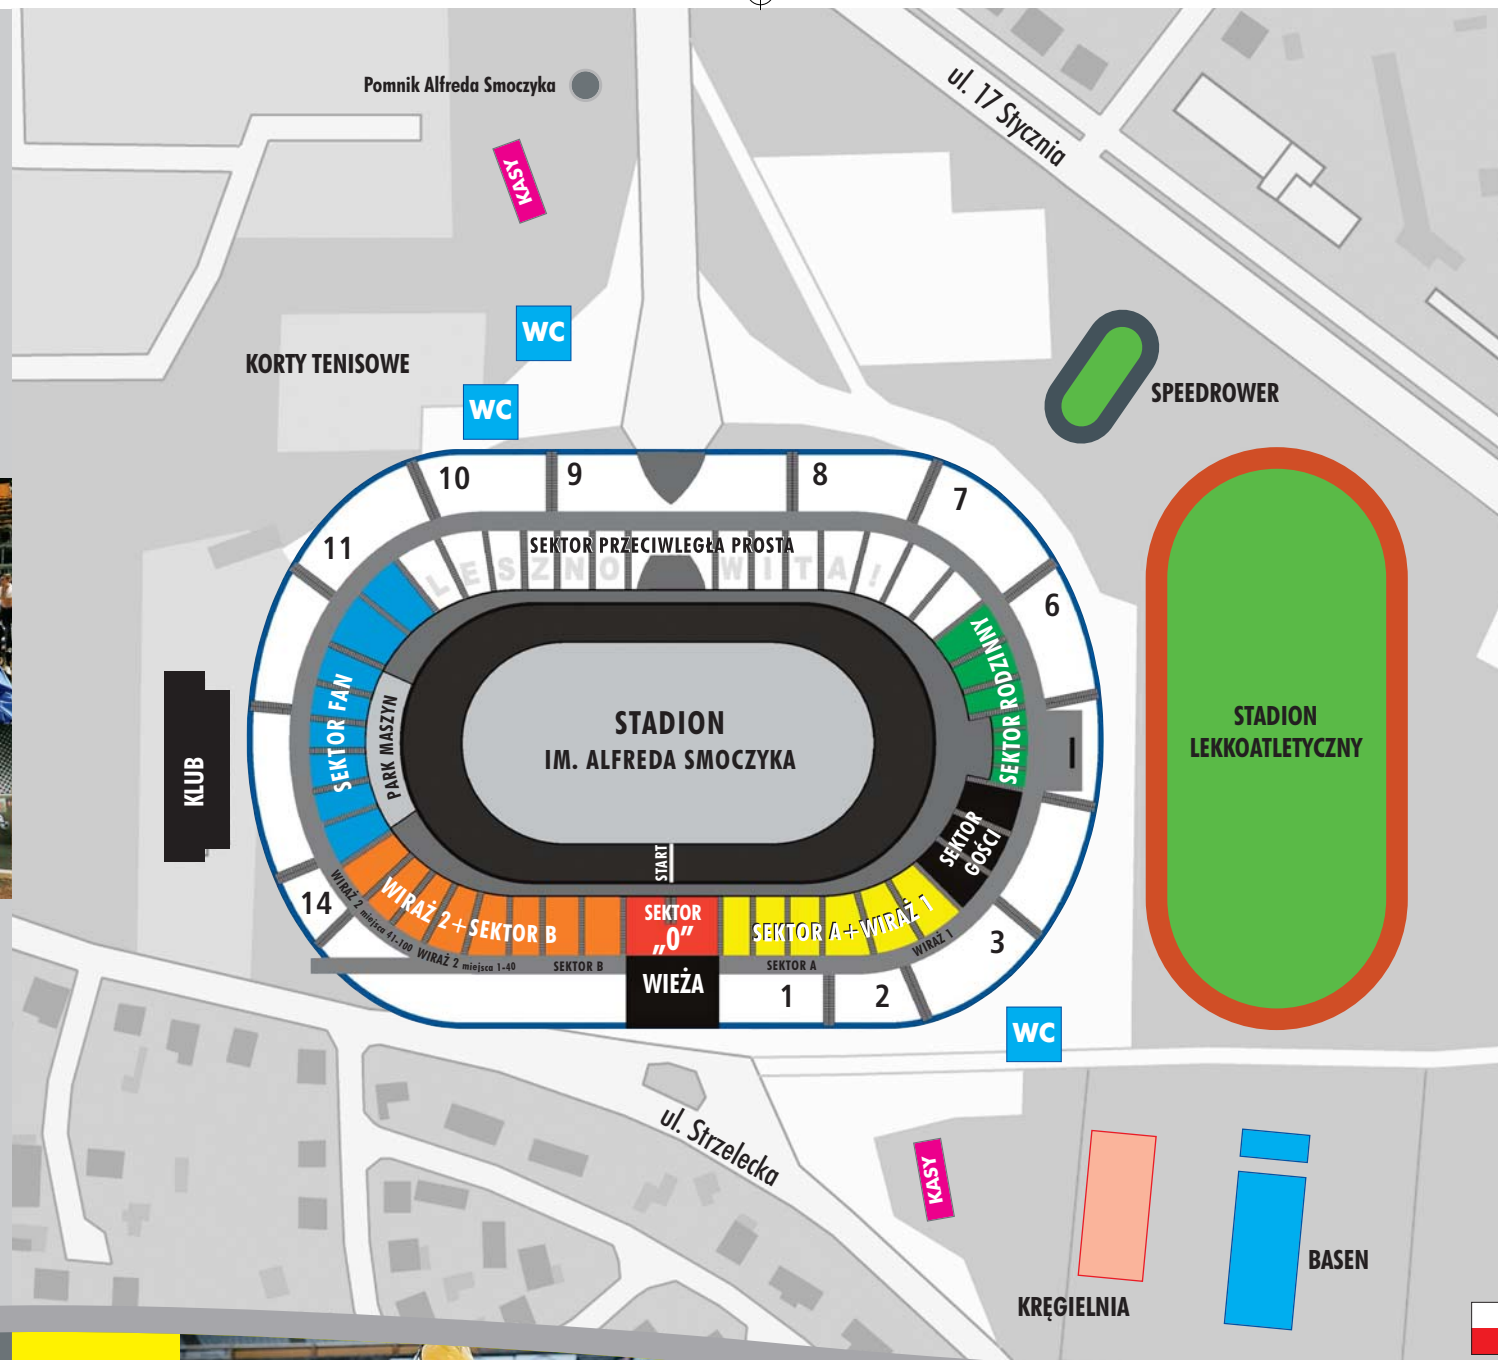 Pomnik Alfreda Smoczyka
ul. 17 Stycznia
KASY
WC
KORTY TENISOWE
WC
SPEEDROWER
10
9
8
7
11
SEKTOR PRZECIWLEGŁA PROSTA
LESZNO WITA!
6
SEKTOR RODZINNY
SEKTOR FAN
PARK MASZYN
STADION
IM. ALFREDA SMOCZYKA
STADION
LEKKOATLETYCZNY
KLUB
START
SEKTOR
GOŚCI
14
WIRAŻ 2 miejsca 41-100
WIRAŻ 2+SEKTOR B
SEKTOR
„0”
SEKTOR A+WIRAŻ 1
WIRAŻ 2 miejsca 1-40
SEKTOR B
SEKTOR A
WIRAŻ 1
3
WIEŻA
1
2
WC
ul. Strzelecka
KASY
BASEN
KRĘGIELNIA